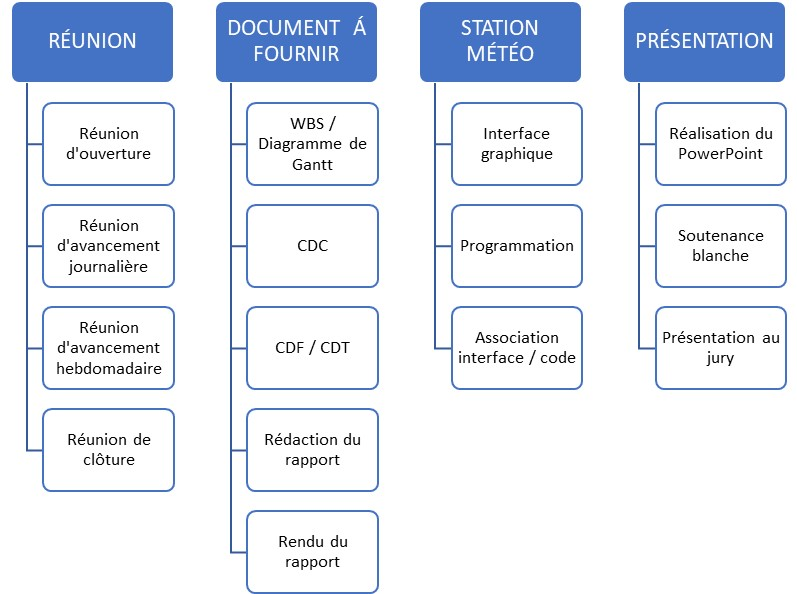 RÉUNION
Réunion
d'ouverture
Réunion
d'avancement
journalière
Réunion
d'avancement
hebdomadaire
Réunion de
clôture
DOCUMENT Á
FOURNIR
WBS /
Diagramme de
Gantt
CDC
CDF / CDT
Rédaction du
rapport
Rendu du
rapport
STATION
MÉTÉO
Interface
graphique
Programmation
Association
interface / code
PRÉSENTATION
Réalisation du
PowerPoint
Soutenance
blanche
Présentation au
jury